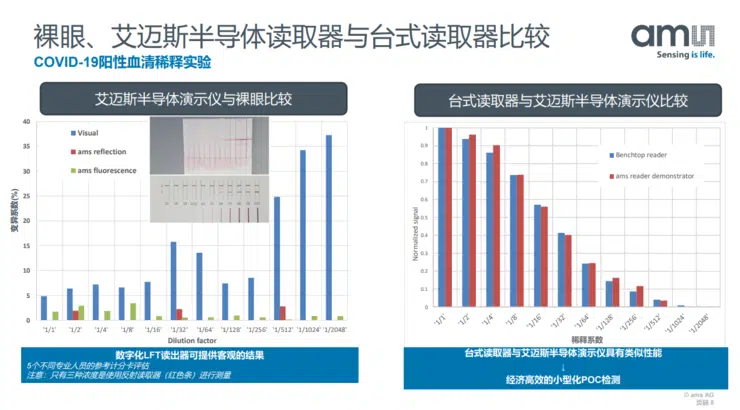 裸眼、艾迈斯半导体读取器与台式读取器比较
COVID-19阳性血清稀释实验
amu
Sensing is life.
艾迈斯半导体演示仪与裸眼比较
变异系数(%)
40
35
30
25
20
15
10
5
0
Visual
ams reflection
ams fluorescence
'1/1' '1/2' '1/4' '1/8' '1/16' '1/32' '1/64' '1/128' '1/256' '1/512' '1/1024' '1/2048'
Dilution factor
数字化LFT读出器可提供客观的结果
5个不同专业人员的参考计分卡评估
注意:只有三种浓度是使用反射读取器(红色条)进行测量
台式读取器与艾迈斯半导体演示仪比较
Normalized signal
1
0.9
0.8
0.7
0.6
0.5
0.4
0.3
0.2
0.1
0
Benchtop reader
ams reader demonstrator
'1/1' '1/2' '1/4' '1/8' '1/16' '1/32' '1/64' '1/128' '1/256' '1/512' '1/1024' '1/2048'
稀释系数
台式读取器与艾迈斯半导体演示仪具有类似性能
↓
经济高效的小型化POC检测
© ams AG
页码 8